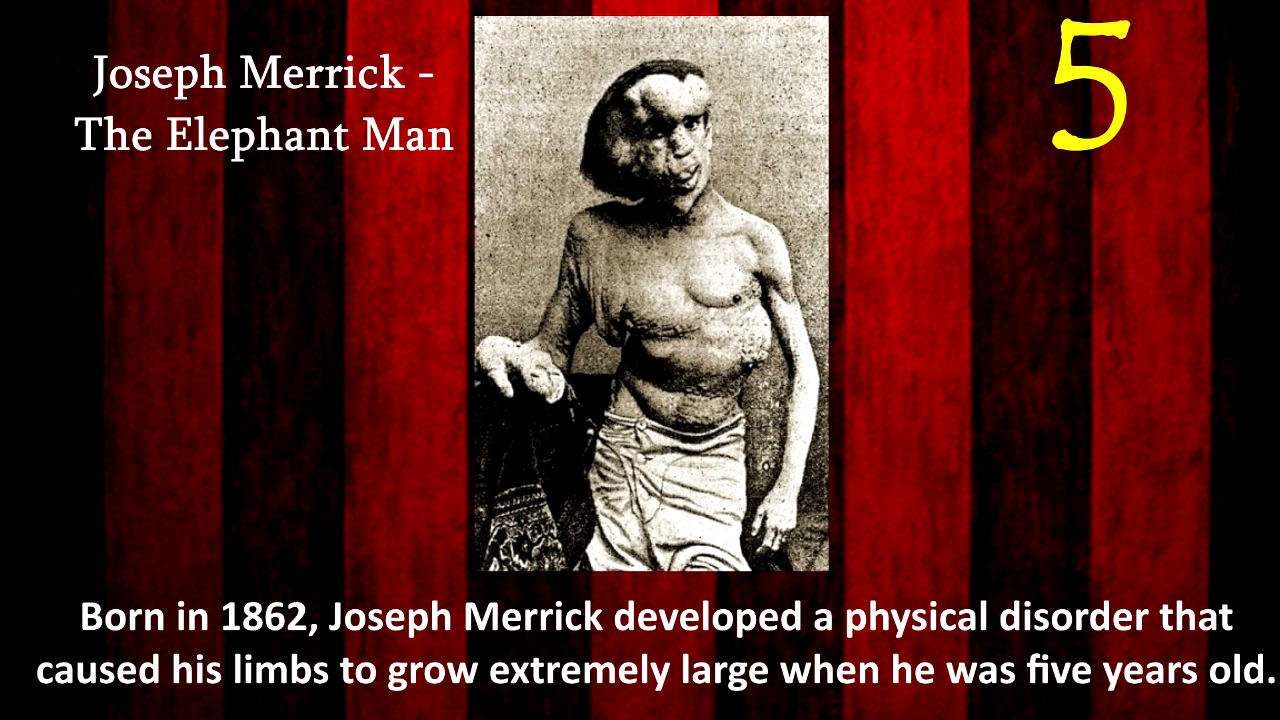 Joseph Merrick -
The Elephant Man
5
Born in 1862, Joseph Merrick developed a physical disorder that
caused his limbs to grow extremely large when he was five years old.